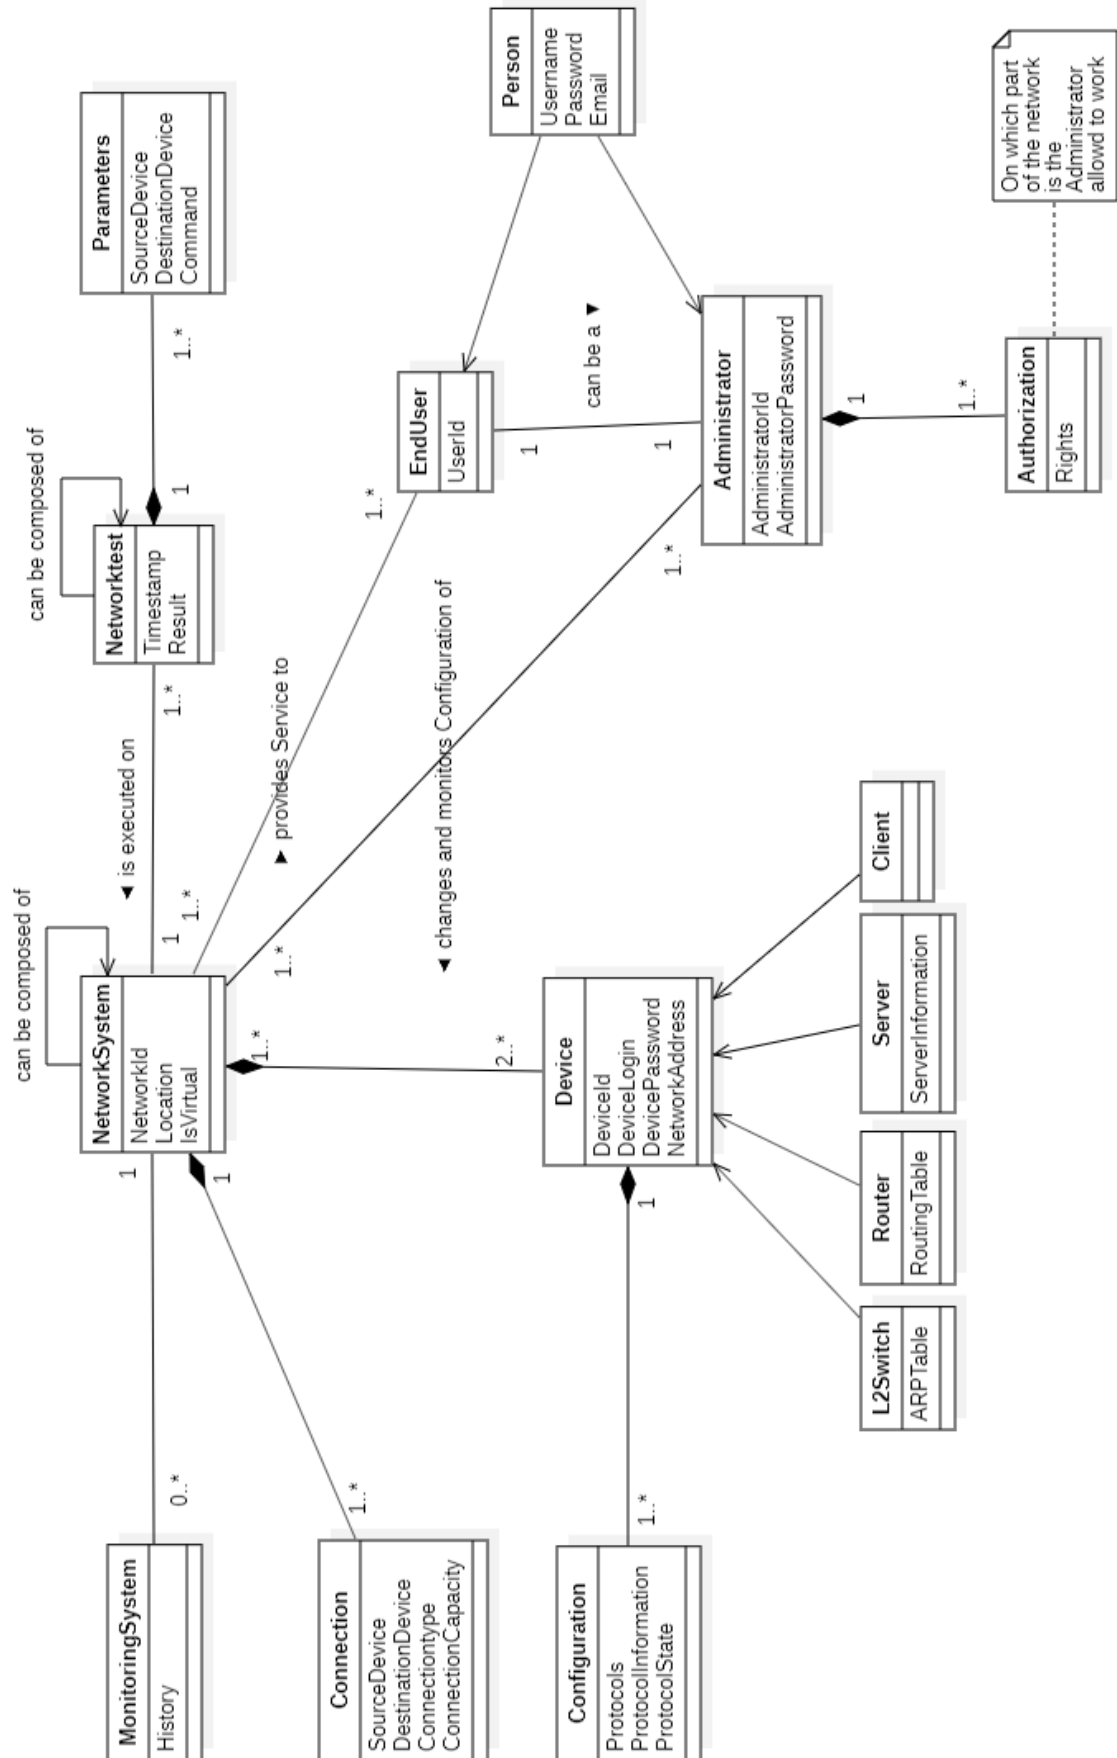 can be composed of
can be composed of
MonitoringSystem
History
0..*
1
NetworkSystem
NetworkId
Location
IsVirtual
1
◄ is executed on
1..*
Networktest
Timestamp
Result
1
1..*
Parameters
SourceDevice
DestinationDevice
Command
1
1..*
Connection
SourceDevice
DestinationDevice
Connectiontype
ConnectionCapacity
1..*
► provides Service to
1..*
EndUser
UserId
Person
Username
Password
Email
1..*
◄ changes and monitors Configuration of
1..*
1..*
2..*
1
1
can be a ▼
Configuration
Protocols
ProtocolInformation
ProtocolState
1..*
1
Device
DeviceId
DeviceLogin
DevicePassword
NetworkAddress
Administrator
AdministratorId
AdministratorPassword
1
1..*
L2Switch
ARPTable
Router
RoutingTable
Server
ServerInformation
Client
Authorization
Rights
On which part
of the network
is the
Administrator
allowd to work